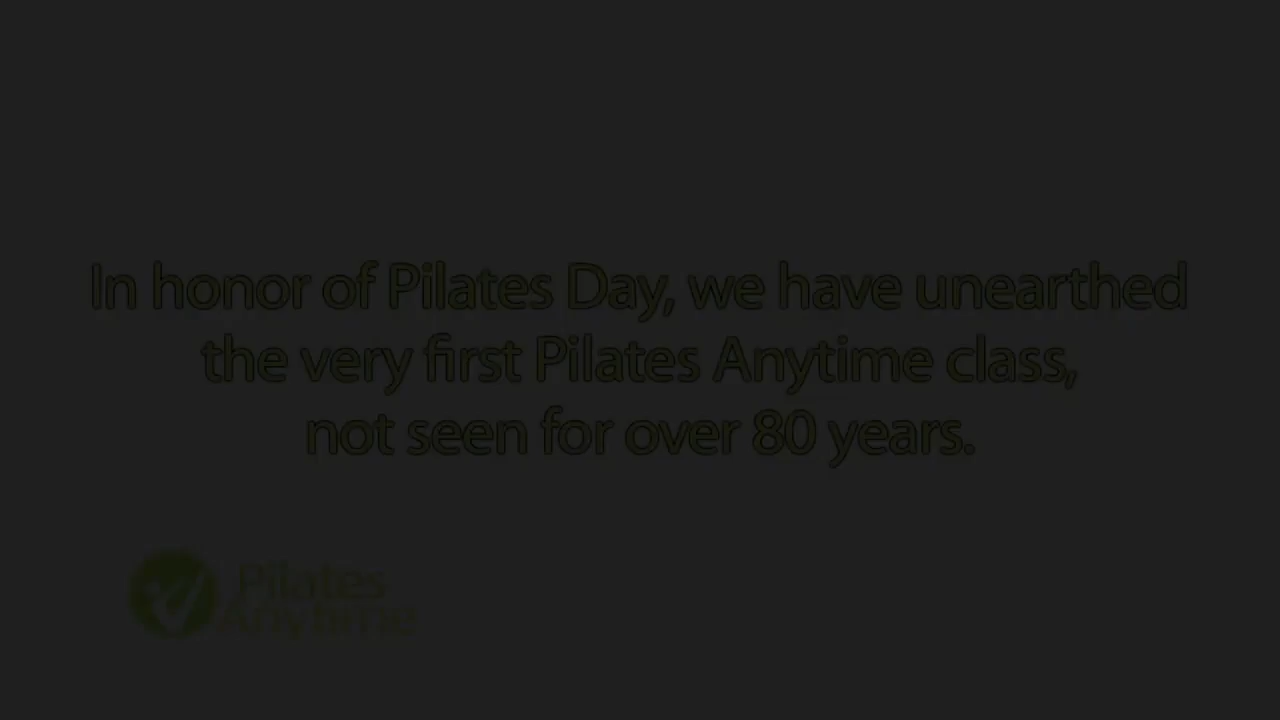 In honor of Pilates Day, we have unearthed
the very first Pilates Anytime class,
not seen for over 80 years.
Pilates
Anytime